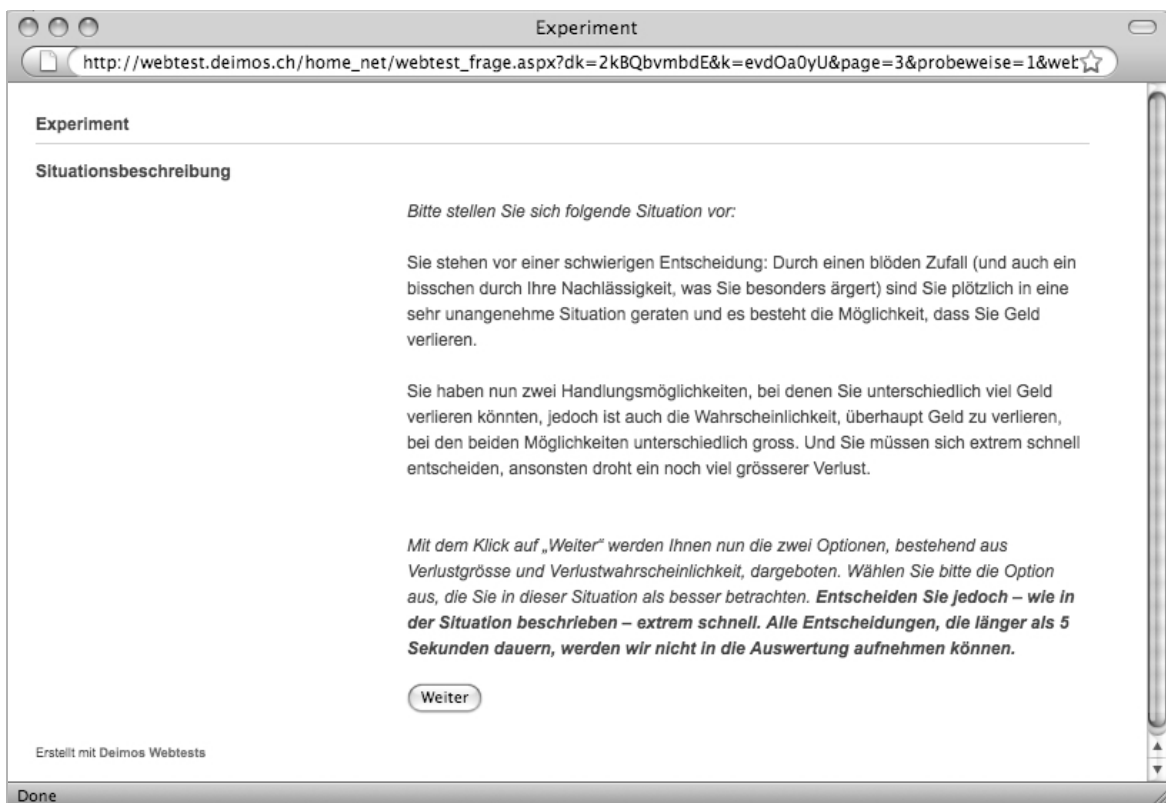 Experiment
http://webtest.deimos.ch/home_net/webtest_frage.aspx?dk=2kBQbvmbdE&k=evdOa0yU&page=3&probeweise=1&web
Experiment
Situationsbeschreibung
Bitte stellen Sie sich folgende Situation vor:
Sie stehen vor einer schwierigen Entscheidung: Durch einen blöden Zufall (und auch ein
bisschen durch Ihre Nachlässigkeit, was Sie besonders ärgert) sind Sie plötzlich in eine
sehr unangenehme Situation geraten und es besteht die Möglichkeit, dass Sie Geld
verlieren.
Sie haben nun zwei Handlungsmöglichkeiten, bei denen Sie unterschiedlich viel Geld
verlieren könnten, jedoch ist auch die Wahrscheinlichkeit, überhaupt Geld zu verlieren,
bei den beiden Möglichkeiten unterschiedlich gross. Und Sie müssen sich extrem schnell
entscheiden, ansonsten droht ein noch viel grösserer Verlust.
Mit dem Klick auf „Weiter“ werden Ihnen nun die zwei Optionen, bestehend aus
Verlustgrösse und Verlustwahrscheinlichkeit, dargeboten. Wählen Sie bitte die Option
aus, die Sie in dieser Situation als besser betrachten. Entscheiden Sie jedoch – wie in
der Situation beschrieben – extrem schnell. Alle Entscheidungen, die länger als 5
Sekunden dauern, werden wir nicht in die Auswertung aufnehmen können.
Weiter
Erstellt mit Deimos Webtests
Done